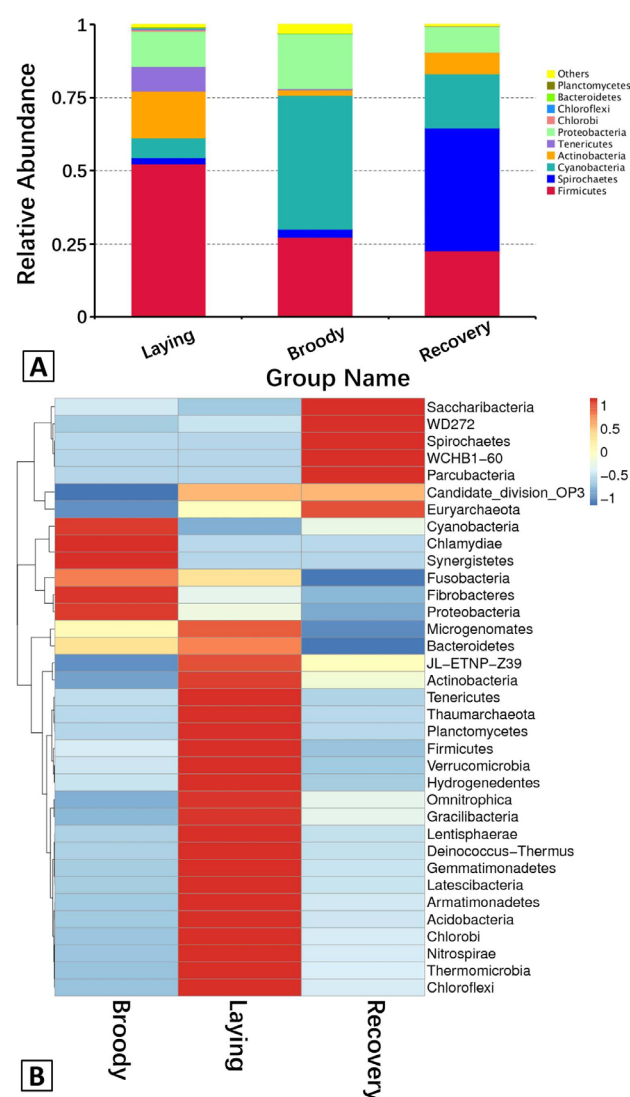 1
0.75
0.5
0.25
0
Relative Abundance
Laying
Broody
Recovery
Group Name
Others
Planctomycetes
Bacteroidetes
Chloroflexi
Chlorobi
Proteobacteria
Tenericutes
Actinobacteria
Cyanobacteria
Spirochaetes
Firmicutes
A
Saccharibacteria
WD272
Spirochaetes
WCHB1-60
Parcubacteria
Candidate_division_OP3
Euryarchaeota
Cyanobacteria
Chlamydiae
Synergistetes
Fusobacteria
Fibrobacteres
Proteobacteria
Microgenomates
Bacteroidetes
JL-ETNP-Z39
Actinobacteria
Tenericutes
Thaumarchaeota
Planctomycetes
Firmicutes
Verrucomicrobia
Hydrogenedentes
Omnitrophica
Gracilibacteria
Lentisphaerae
Deinococcus-Thermus
Gemmatimonadetes
Latescibacteria
Armatimonadetes
Acidobacteria
Chlorobi
Nitrospirae
Thermomicrobia
Chloroflexi
1
0.5
0
-0.5
-1
Broody
Laying
Recovery
B